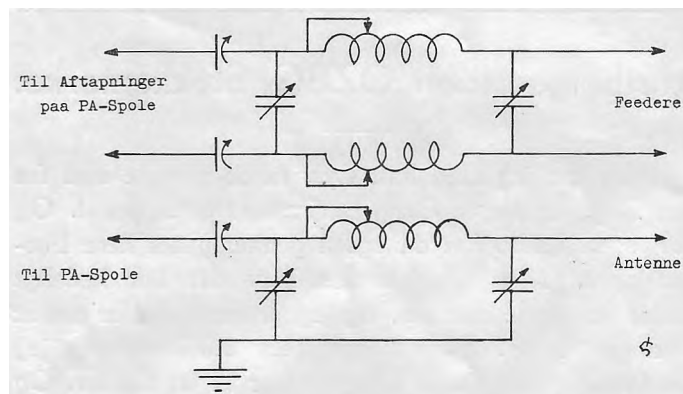 Til Aftapninger
paa PA-Spole
Feedere
Til PA-Spole
Antenne